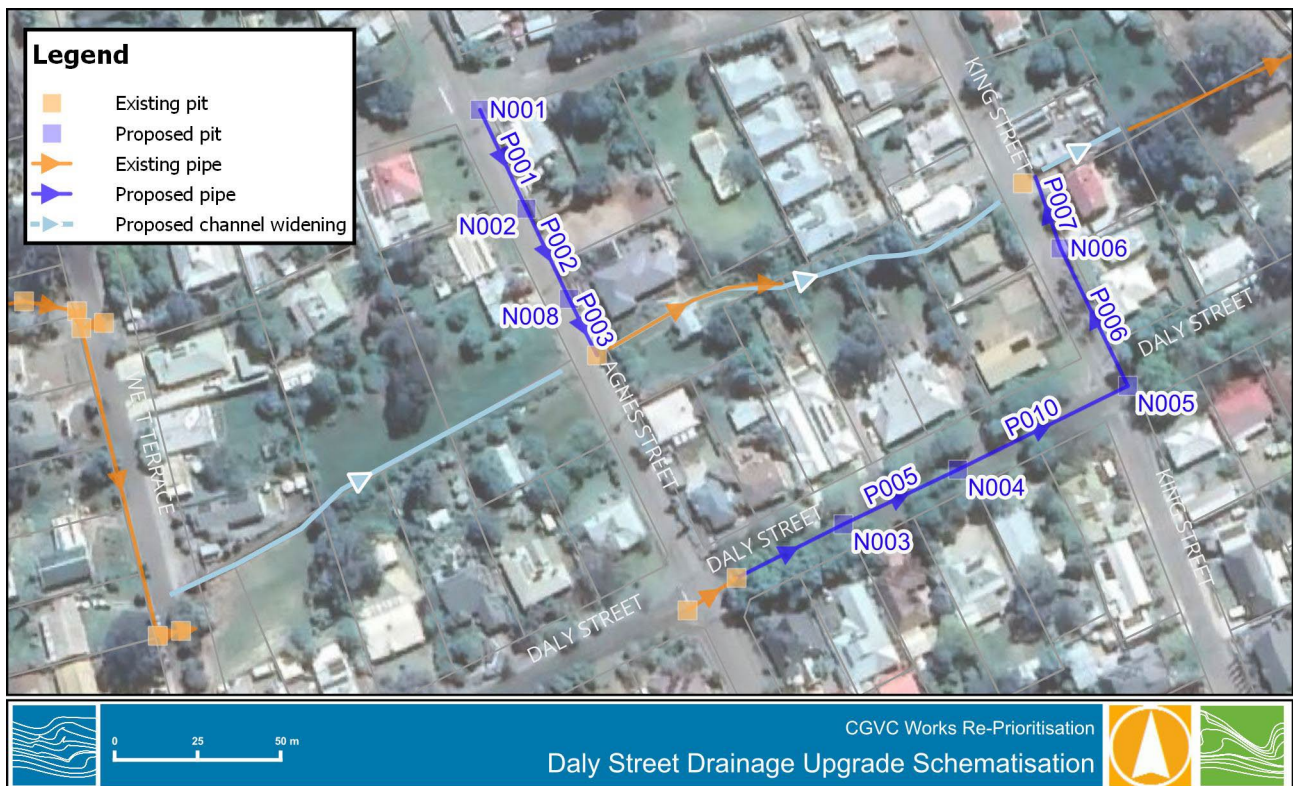 Legend
Existing pit
Proposed pit
Existing pipe
Proposed pipe
Proposed channel widening
N001
P001
N002
P002
N008
P003
AGNES STREET
KING STREET
P007
N006
P006
DALY STREET
N005
P010
N004
P005
N003
DALY STREET
DALY STREET
KING STREET
TERRACE
0 25 50 m
CGVC Works Re-Prioritisation
Daly Street Drainage Upgrade Schematisation